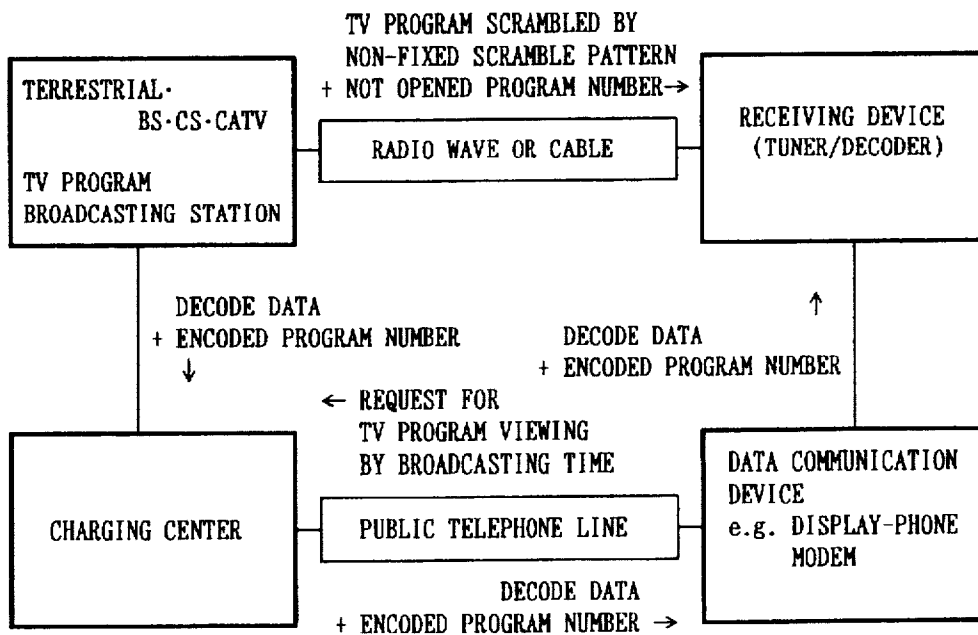 TV PROGRAM SCRAMBLED BY
NON-FIXED SCRAMBLE PATTERN
+ NOT OPENED PROGRAM NUMBER→
TERRESTRIAL·
BS·CS·CATV
TV PROGRAM
BROADCASTING STATION
RADIO WAVE OR CABLE
RECEIVING DEVICE
(TUNER/DECODER)
DECODE DATA
+ ENCODED PROGRAM NUMBER
↓
↑
DECODE DATA
+ ENCODED PROGRAM NUMBER
← REQUEST FOR
TV PROGRAM VIEWING
BY BROADCASTING TIME
CHARGING CENTER
PUBLIC TELEPHONE LINE
DATA COMMUNICATION
DEVICE
e.g. DISPLAY-PHONE
MODEM
DECODE DATA
+ ENCODED PROGRAM NUMBER →